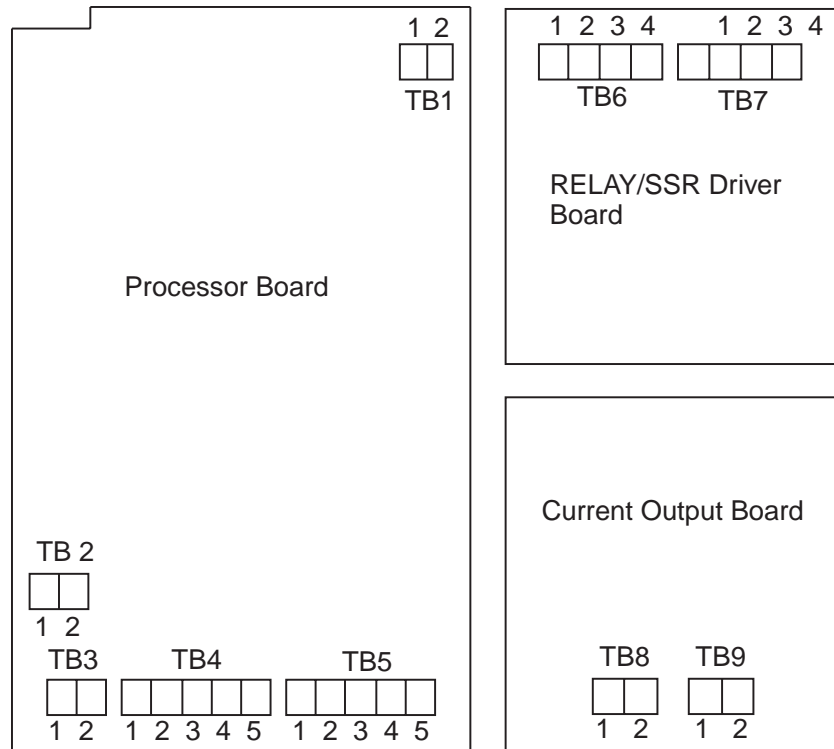 1 2
TB1
Processor Board
TB 2
1 2
TB3 TB4 TB5
1 2 1 2 3 4 5 1 2 3 4 5
1 2 3 4 1 2 3 4
TB6 TB7
RELAY/SSR Driver
Board
Current Output Board
TB8 TB9
1 2 1 2